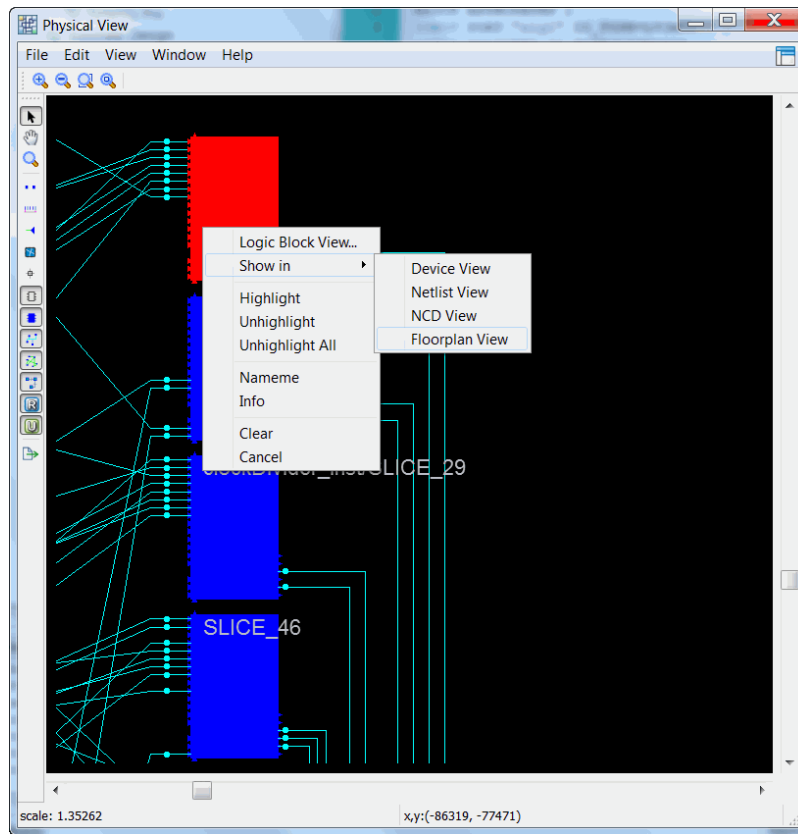 Physical View
File Edit View Window Help
Logic Block View...
Show in
Device View
Netlist View
NCD View
Floorplan View
Highlight
Unhighlight
Unhighlight All
Nameme
Info
Clear
Cancel
SLICE_29
SLICE_46
R
U
scale: 1.35262
x,y:(-86319, -77471)